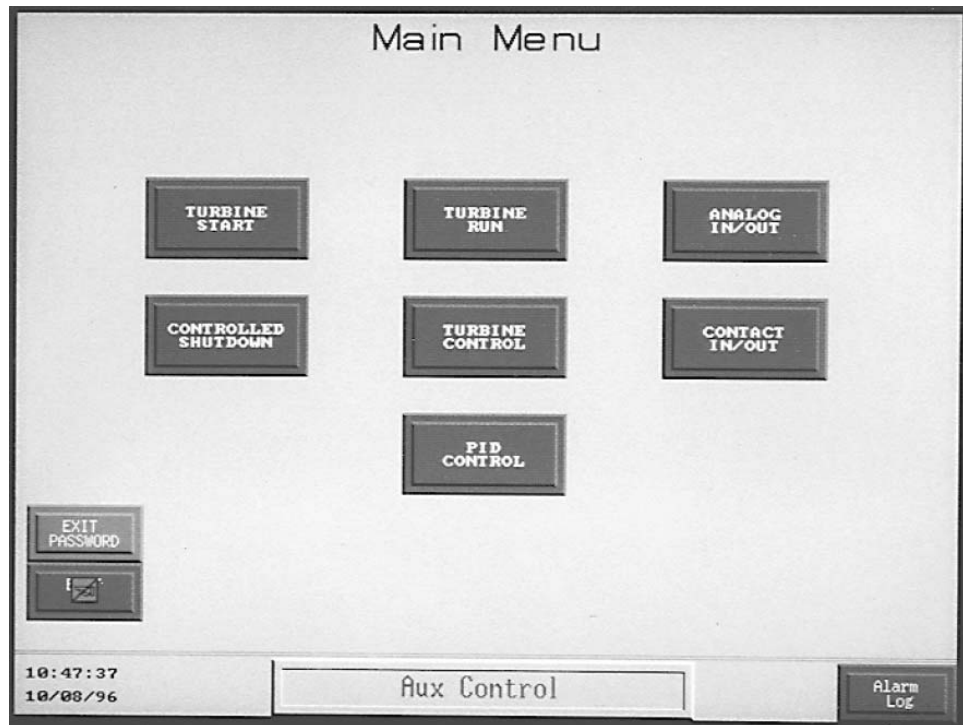 Main Menu
TURBINE
START
TURBINE
RUN
ANALOG
IN/OUT
CONTROLLED
SHUTDOWN
TURBINE
CONTROL
CONTACT
IN/OUT
PID
CONTROL
EXIT
PASSWORD
10:47:37
10/08/96
Aux Control
Alarm
Log